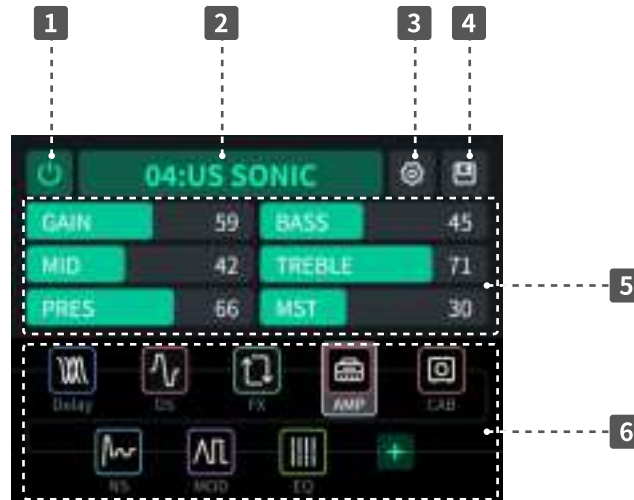 1 2 3 4
04:US SONIC
GAIN 59 BASS 45
MID 42 TREBLE 71
5
PRES 66 MST 30
Delay FX AMP CAB
6
NS MOD EQ